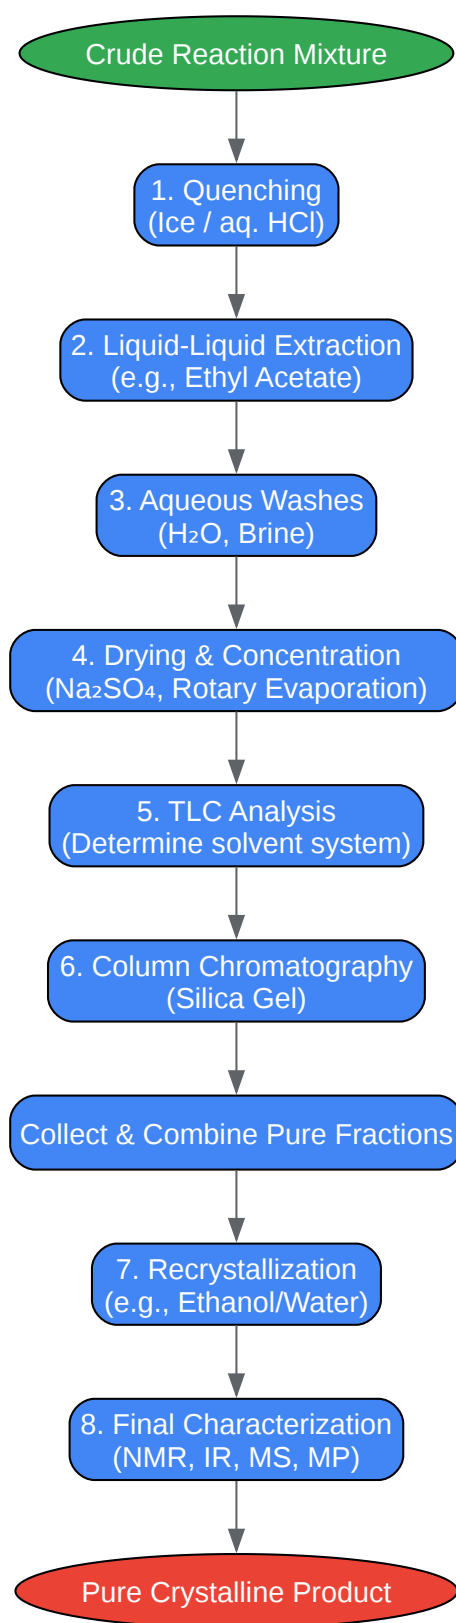 Crude Reaction Mixture
1. Quenching
(Ice / aq. HCl)
2. Liquid-Liquid Extraction
(e.g., Ethyl Acetate)
3. Aqueous Washes
(H₂O, Brine)
4. Drying & Concentration
(Na₂SO₄, Rotary Evaporation)
5. TLC Analysis
(Determine solvent system)
6. Column Chromatography
(Silica Gel)
Collect & Combine Pure Fractions
7. Recrystallization
(e.g., Ethanol/Water)
8. Final Characterization
(NMR, IR, MS, MP)
Pure Crystalline Product